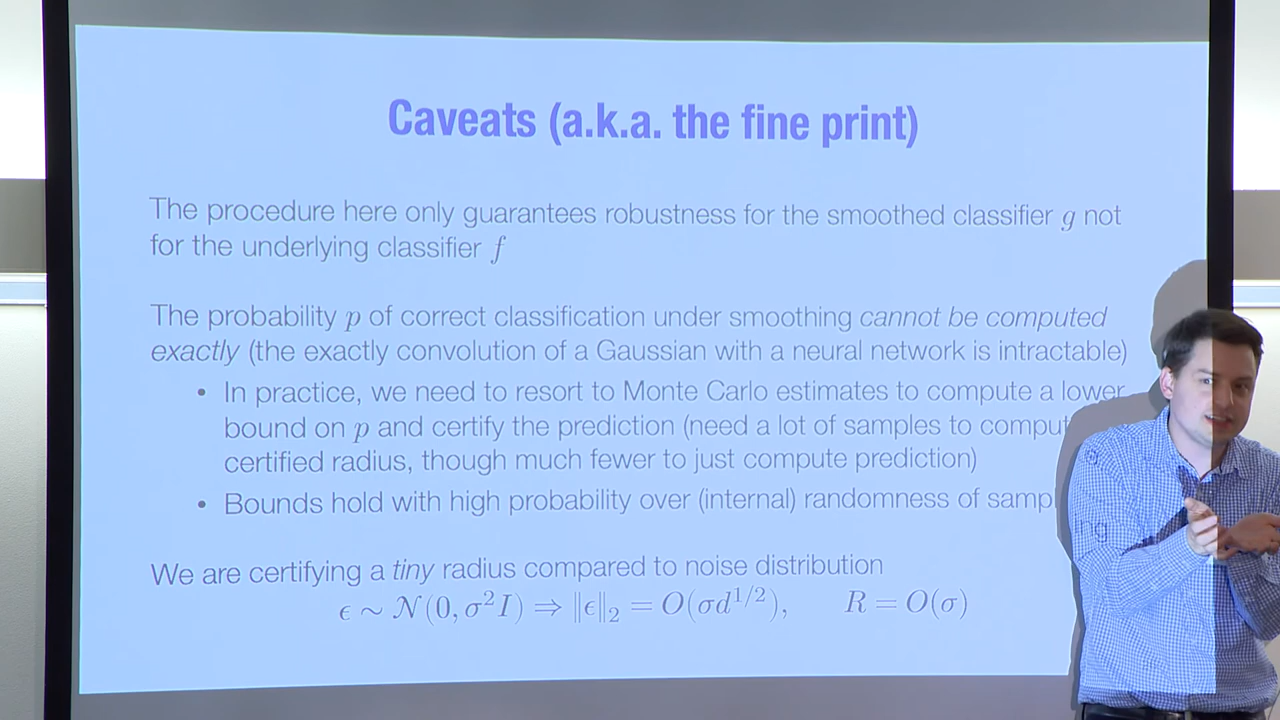 Caveats (a.k.a. the fine print)
The procedure here only guarantees robustness for the smoothed classifier g not
for the underlying classifier f
The probability p of correct classification under smoothing cannot be computed
exactly (the exactly convolution of a Gaussian with a neural network is intractable)
• In practice, we need to resort to Monte Carlo estimates to compute a lower
bound on p and certify the prediction (need a lot of samples to comput
certified radius, though much fewer to just compute prediction)
• Bounds hold with high probability over (internal) randomness of samp
We are certifying a tiny radius compared to noise distribution
ϵ ∼ 𝒩(0, σ²I) ⇒ ‖ϵ‖₂ = O(σd^{1/2}), R = O(σ)